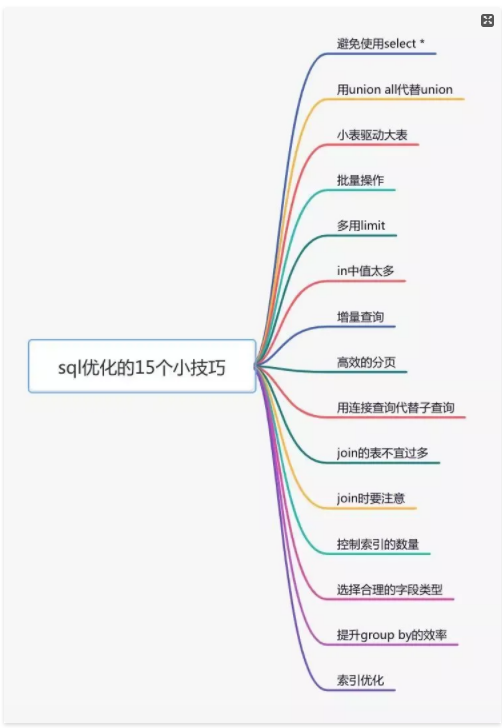 避免使用select *
用union all代替union
小表驱动大表
批量操作
多用limit
in中值太多
增量查询
sql优化的15个小技巧
高效的分页
用连接查询代替子查询
join的表不宜过多
join时要注意
控制索引的数量
选择合理的字段类型
提升group by的效率
索引优化